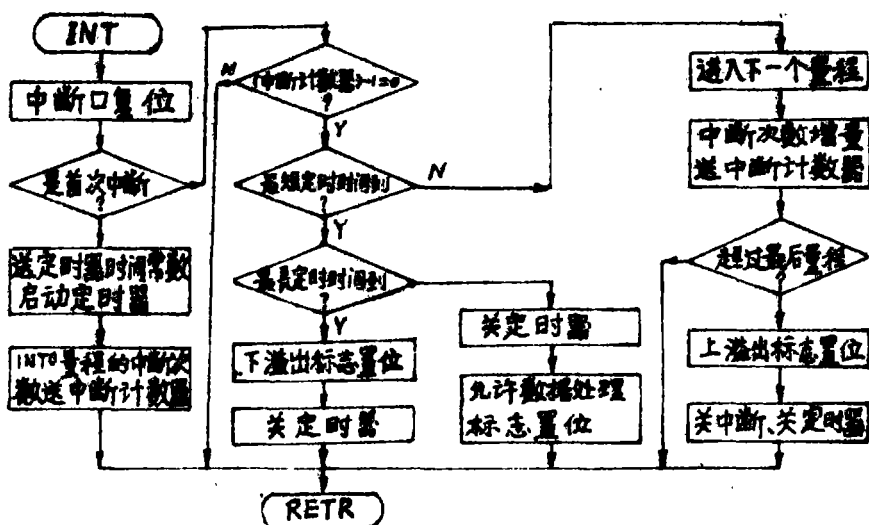 INT
中断口复位
是首次中断
?
送定时器时间常数
启动定时器
INT0量程的中断次
数送中断计数器
N
(中断计数器)-1=0
?
Y
最短定时时间到
?
N
Y
最长定时时间到
?
Y
下溢出标志置位
关定时器
关定时器
允许数据处理
标志置位
进入下一个量程
中断次数增量
送中断计数器
超过最后量程
?
上溢出标志置位
关中断、关定时器
RETR